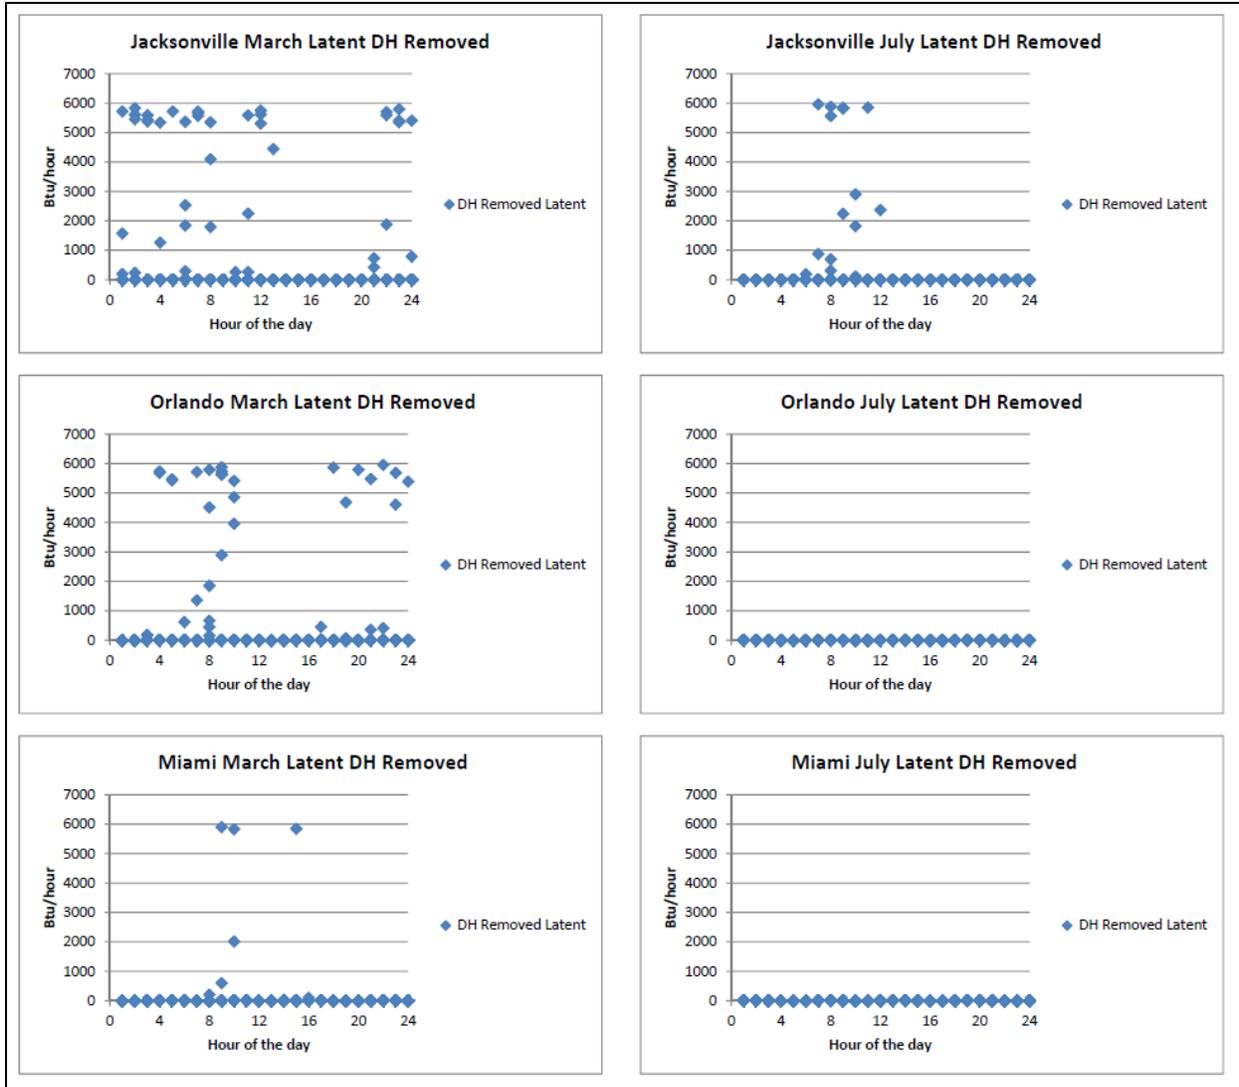 Jacksonville March Latent DH Removed
7000
6000
5000
4000
3000
2000
1000
0
Btu/hour
0 4 8 12 16 20 24
Hour of the day
DH Removed Latent
Jacksonville July Latent DH Removed
7000
6000
5000
4000
3000
2000
1000
0
Btu/hour
0 4 8 12 16 20 24
Hour of the day
DH Removed Latent
Orlando March Latent DH Removed
7000
6000
5000
4000
3000
2000
1000
0
Btu/hour
0 4 8 12 16 20 24
Hour of the day
DH Removed Latent
Orlando July Latent DH Removed
7000
6000
5000
4000
3000
2000
1000
0
Btu/hour
0 4 8 12 16 20 24
Hour of the day
DH Removed Latent
Miami March Latent DH Removed
7000
6000
5000
4000
3000
2000
1000
0
Btu/hour
0 4 8 12 16 20 24
Hour of the day
DH Removed Latent
Miami July Latent DH Removed
7000
6000
5000
4000
3000
2000
1000
0
Btu/hour
0 4 8 12 16 20 24
Hour of the day
DH Removed Latent